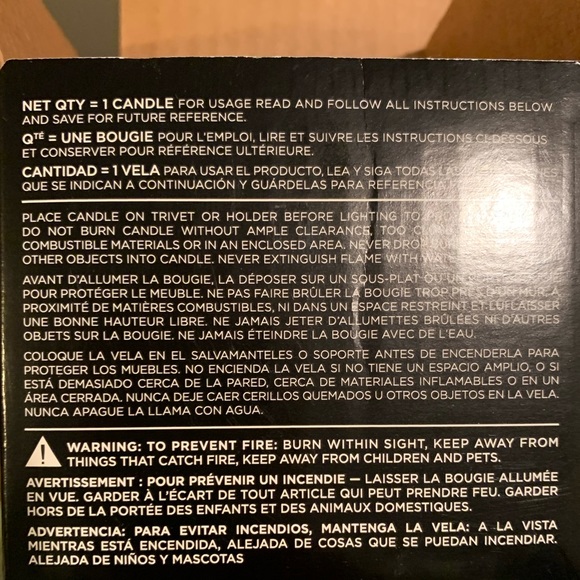 NET QTY = 1 CANDLE FOR USAGE READ AND FOLLOW ALL INSTRUCTIONS BELOW
AND SAVE FOR FUTURE REFERENCE.
QTÉ = UNE BOUGIE POUR L'EMPLOI, LIRE ET SUIVRE LES INSTRUCTIONS CI-DESSOUS
ET CONSERVER POUR RÉFÉRENCE ULTÉRIEURE.
CANTIDAD = 1 VELA PARA USAR EL PRODUCTO, LEA Y SIGA TODAS
QUE SE INDICAN A CONTINUACIÓN Y GUÁRDELAS PARA REFERENCIA
PLACE CANDLE ON TRIVET OR HOLDER BEFORE LIGHTING TO
DO NOT BURN CANDLE WITHOUT AMPLE CLEARANCE, TOO
COMBUSTIBLE MATERIALS OR IN AN ENCLOSED AREA. NEVER DROP
OTHER OBJECTS INTO CANDLE. NEVER EXTINGUISH FLAME WITH
AVANT D'ALLUMER LA BOUGIE, LA DÉPOSER SUR UN SOUS-PLAT OU UN
POUR PROTÉGER LE MEUBLE. NE PAS FAIRE BRÛLER LA BOUGIE TROP PRÈS D'UN MUR, À
PROXIMITÉ DE MATIÈRES COMBUSTIBLES, NI DANS UN ESPACE RESTREINT ET LUI LAISSER
UNE BONNE HAUTEUR LIBRE. NE JAMAIS JETER D'ALLUMETTES BRÛLÉES NI D'AUTRES
OBJETS SUR LA BOUGIE. NE JAMAIS ÉTEINDRE LA BOUGIE AVEC DE L'EAU.
COLOQUE LA VELA EN EL SALVAMANTELES O SOPORTE ANTES DE ENCENDERLA PARA
PROTEGER LOS MUEBLES. NO ENCIENDA LA VELA SI NO TIENE UN ESPACIO AMPLIO, O SI
ESTÁ DEMASIADO CERCA DE LA PARED, CERCA DE MATERIALES INFLAMABLES O EN UN
ÁREA CERRADA. NUNCA DEJE CAER CERILLOS QUEMADOS U OTROS OBJETOS EN LA VELA.
NUNCA APAGUE LA LLAMA CON AGUA.
WARNING: TO PREVENT FIRE: BURN WITHIN SIGHT, KEEP AWAY FROM
THINGS THAT CATCH FIRE, KEEP AWAY FROM CHILDREN AND PETS.
AVERTISSEMENT : POUR PRÉVENIR UN INCENDIE — LAISSER LA BOUGIE ALLUMÉE
EN VUE. GARDER À L'ÉCART DE TOUT ARTICLE QUI PEUT PRENDRE FEU. GARDER
HORS DE LA PORTÉE DES ENFANTS ET DES ANIMAUX DOMESTIQUES.
ADVERTENCIA: PARA EVITAR INCENDIOS, MANTENGA LA VELA: A LA VISTA
MIENTRAS ESTÁ ENCENDIDA, ALEJADA DE COSAS QUE SE PUEDAN INCENDIAR.
ALEJADA DE NIÑOS Y MASCOTAS